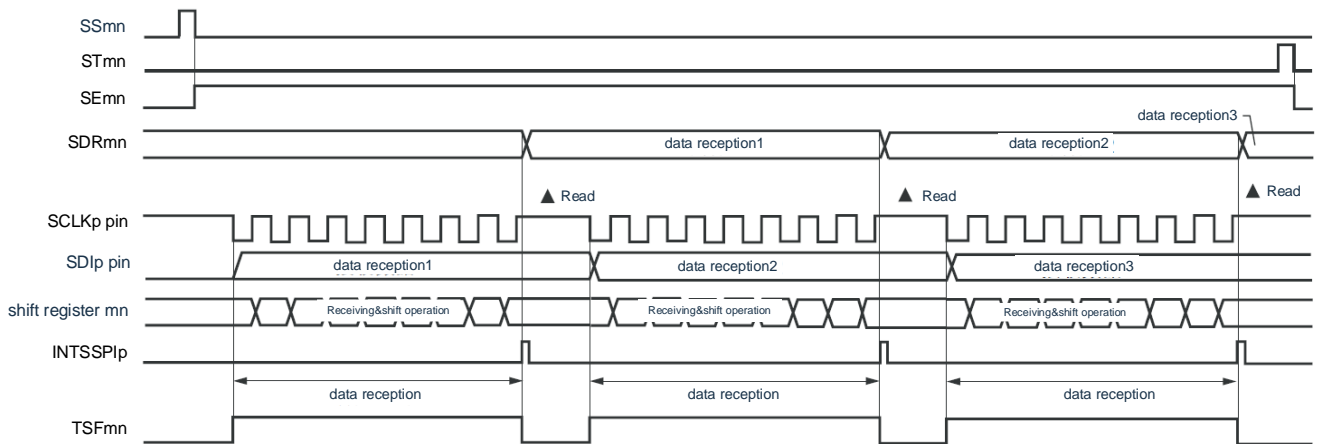 SSmn
STmn
SEmn
data reception3
SDRmn
data reception1
data reception2
▲ Read
▲ Read
▲ Read
SCLKp pin
SDIp pin
data reception1
data reception2
data reception3
shift register mn
Receiving&shift operation
Receiving&shift operation
Receiving&shift operation
INTSSPIp
data reception
data reception
data reception
TSFmn